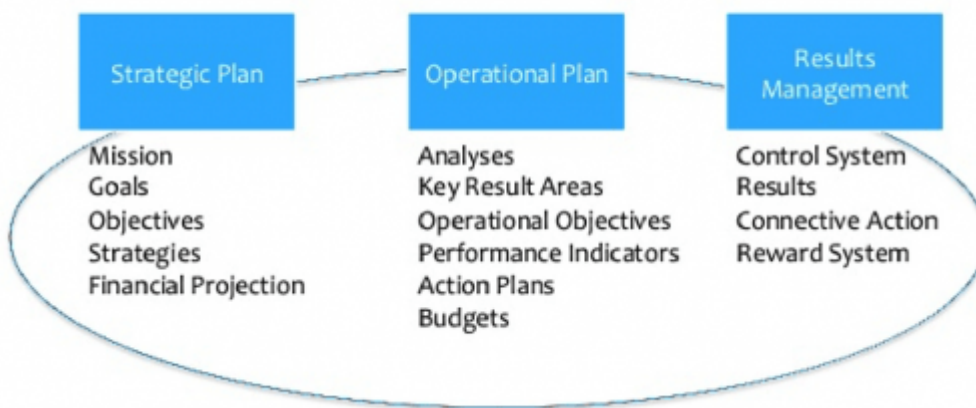 Strategic Plan
Mission
Goals
Objectives
Strategies
Financial Projection
Operational Plan
Analyses
Key Result Areas
Operational Objectives
Performance Indicators
Action Plans
Budgets
Results
Management
Control System
Results
Connective Action
Reward System